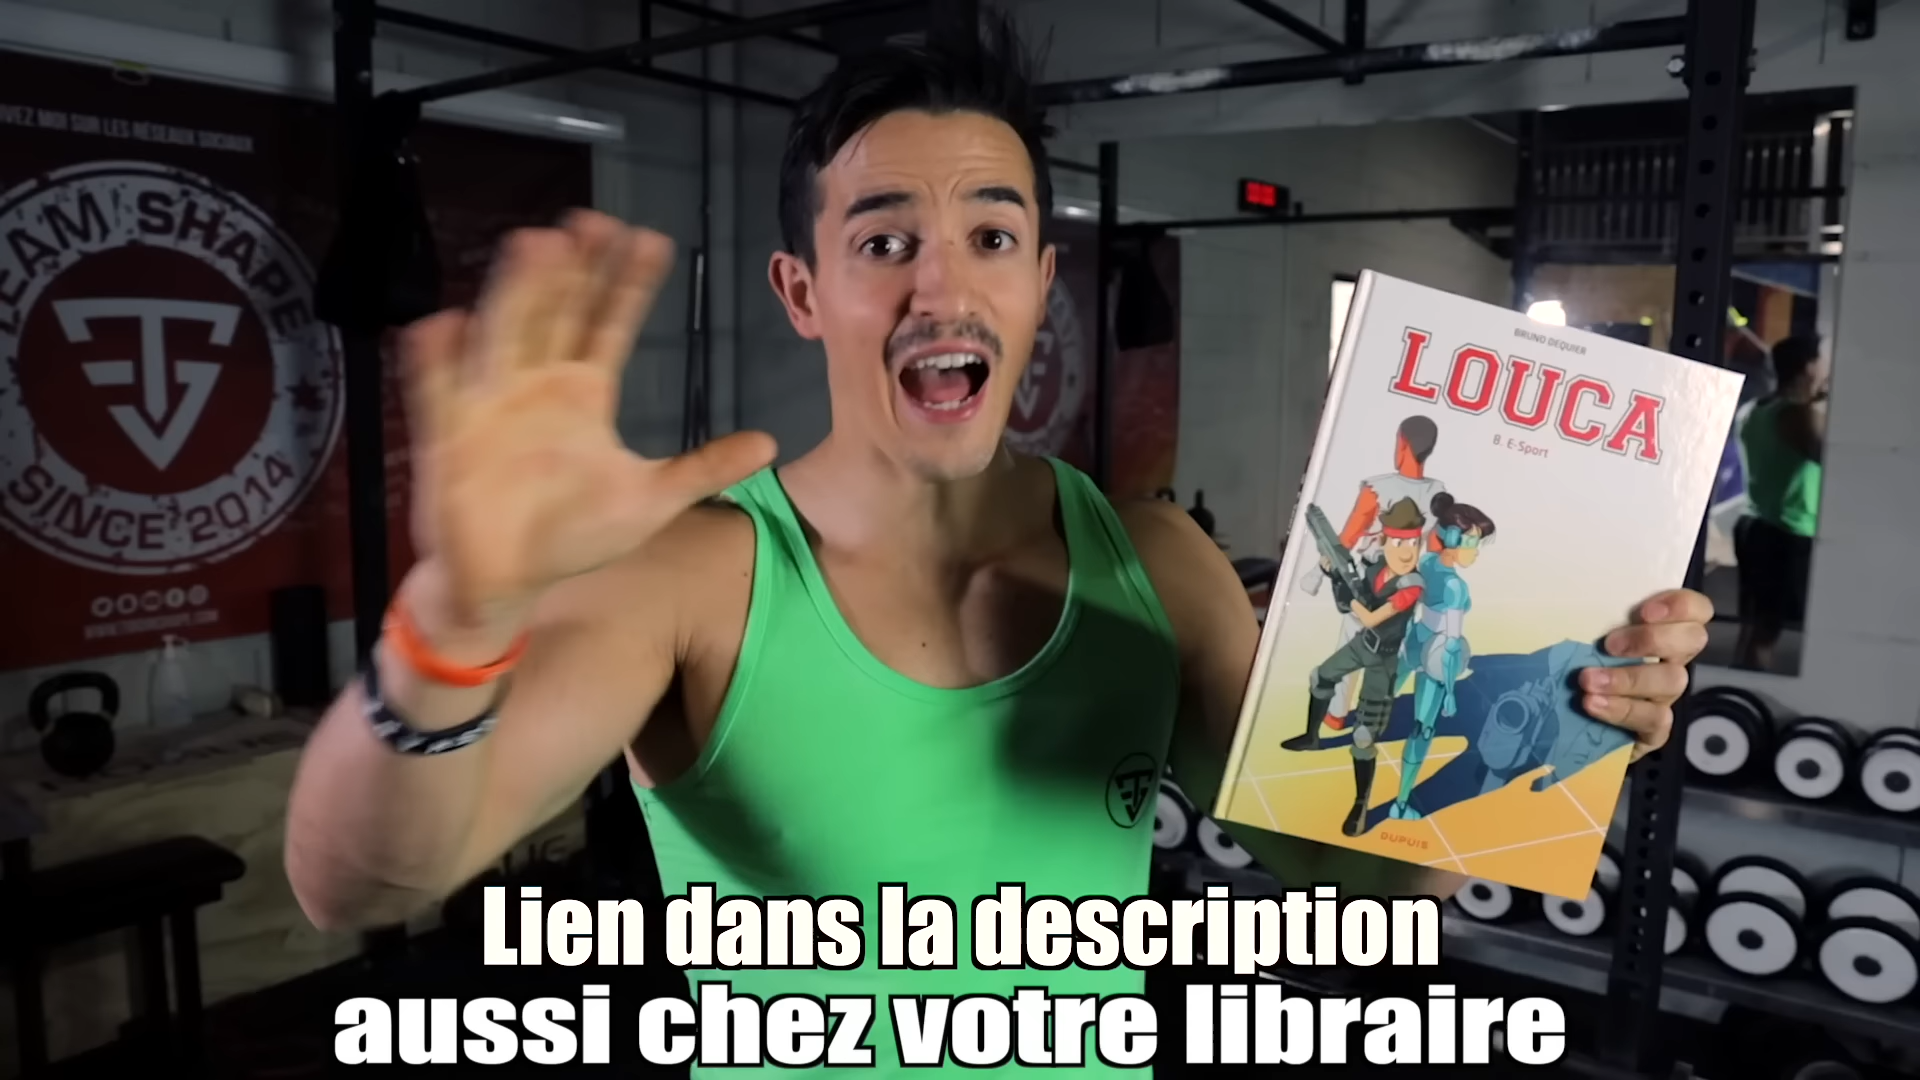 TEAM SHAPE
SINCE 2014
BRUNO DEQUIER
LOUCA
8. E-Sport
DUPUIS
Lien dans la description
aussi chez votre libraire